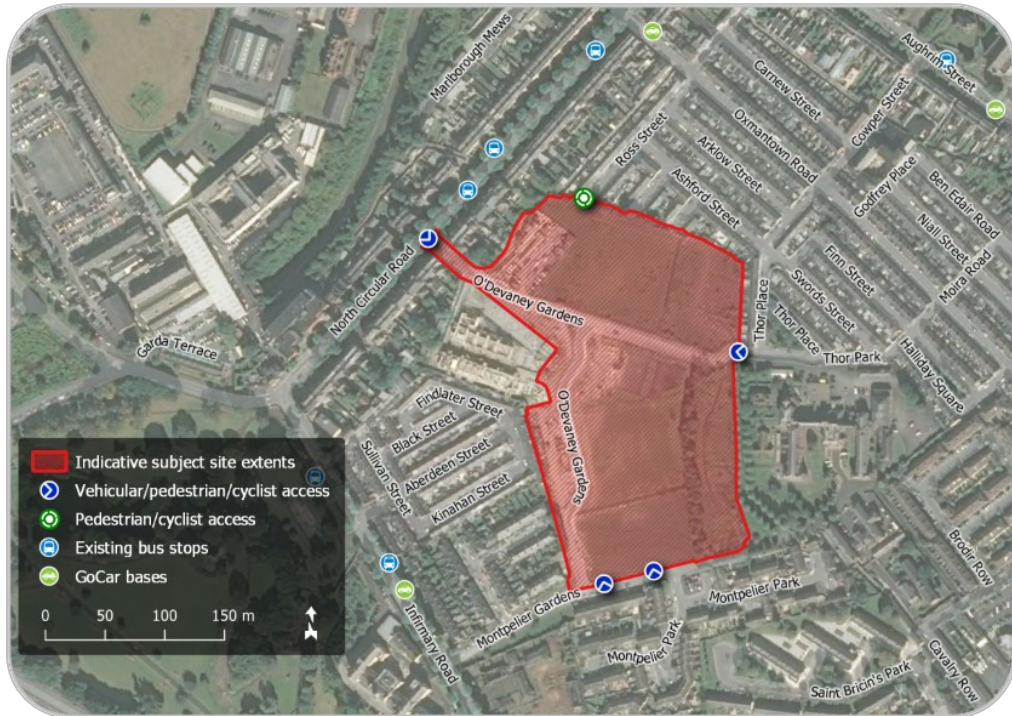 Marlborough Mews
Aughrim Street
Carnew Street
Cowper Street
Oxmantown Road
Ross Street
Arklow Street
Ashford Street
Godfrey Place
Ben Edair Road
Niall Street
Moira Road
Finn Street
Swords Street
North Circular Road
O'Devaney Gardens
Thor Place
Thor Place
Thor Park
Halliday Square
Garda Terrace
Findlater Street
Black Street
Aberdeen Street
Kinahan Street
Sullivan Street
O'Devaney Gardens
Indicative subject site extents
Vehicular/pedestrian/cyclist access
Pedestrian/cyclist access
Existing bus stops
GoCar bases
0 50 100 150 m
Infirmary Road
Montpelier Gardens
Montpelier Park
Montpelier Park
Brodir Row
Cavalry Row
Saint Bricin's Park